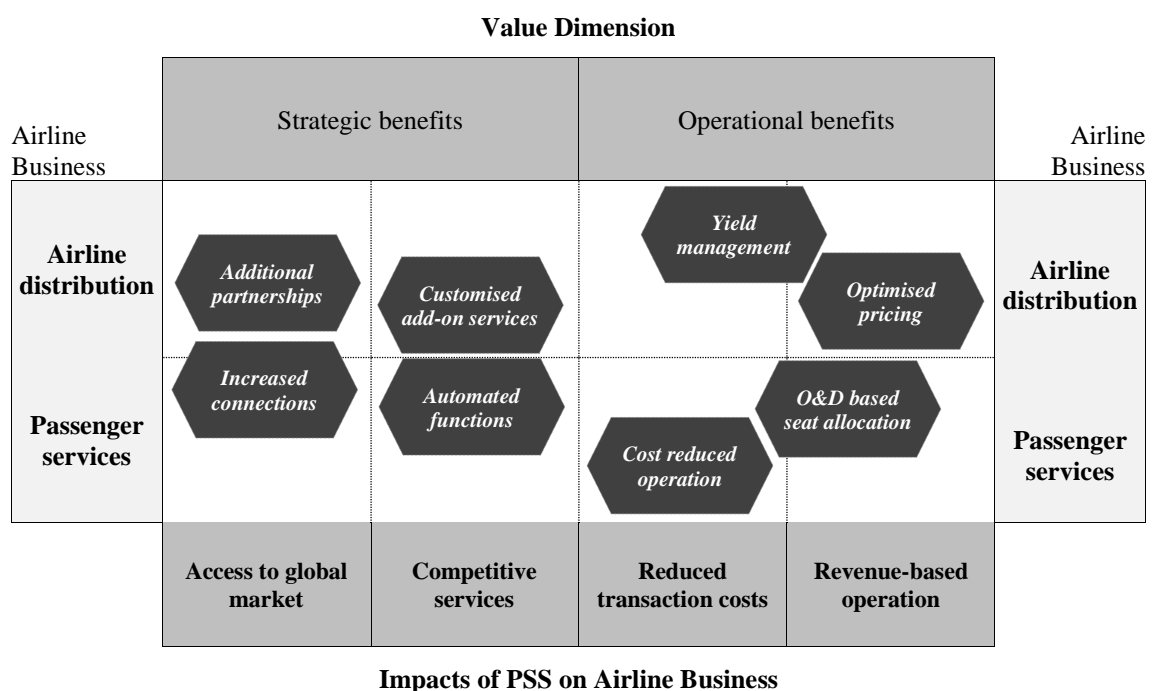 Value Dimension
Strategic benefits
Operational benefits
Airline
Business
Airline
Business
Airline
distribution
Additional
partnerships
Customised
add-on services
Yield
management
Optimised
pricing
Airline
distribution
Passenger
services
Increased
connections
Automated
functions
Cost reduced
operation
O&D based
seat allocation
Passenger
services
Access to global
market
Competitive
services
Reduced
transaction costs
Revenue-based
operation
Impacts of PSS on Airline Business